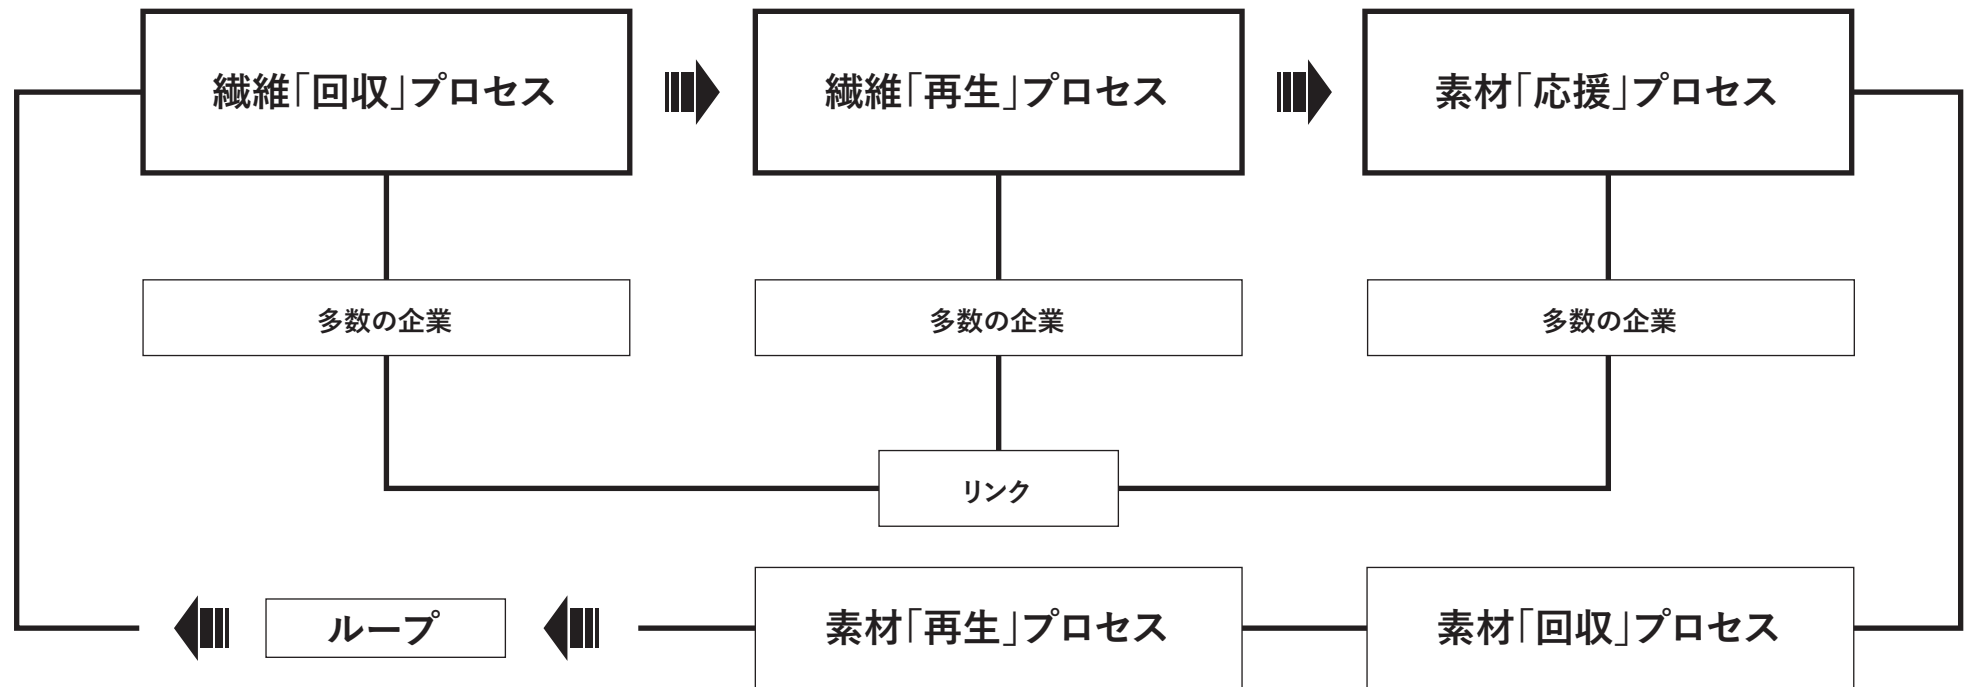 繊維「回収」プロセス
繊維「再生」プロセス
素材「応援」プロセス
多数の企業
多数の企業
多数の企業
リンク
ループ
素材「再生」プロセス
素材「回収」プロセス